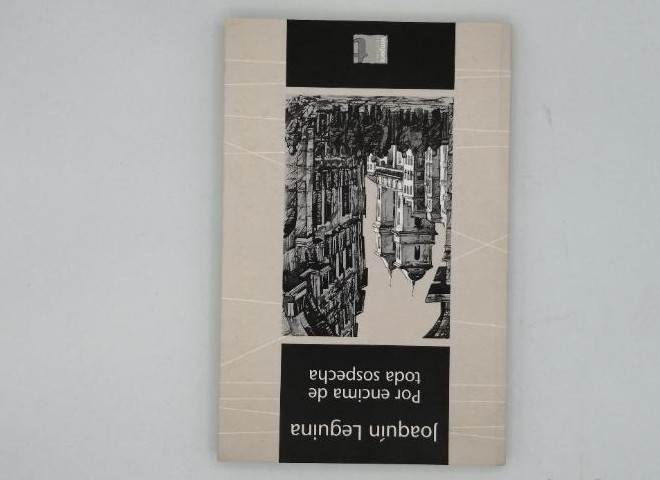 Joaquín Leguina
Por encima de
toda sospecha